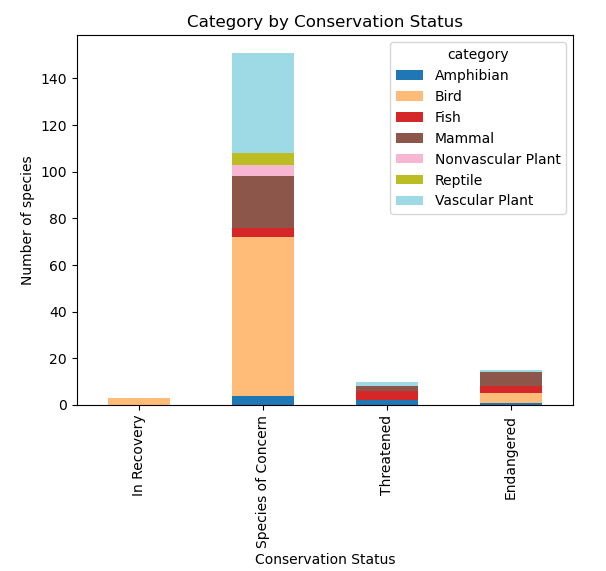 Category by Conservation Status
category
Amphibian
Bird
Fish
Mammal
Nonvascular Plant
Reptile
Vascular Plant
Number of species
140
120
100
80
60
40
20
0
In Recovery
Species of Concern
Threatened
Endangered
Conservation Status